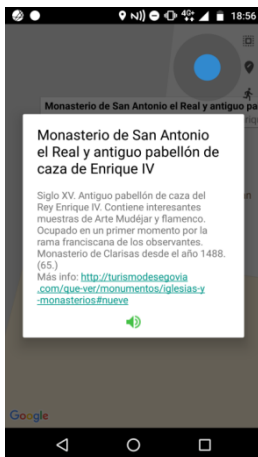 4G 18:56
Monasterio de San Antonio el Real y antiguo pa
Monasterio de San Antonio
el Real y antiguo pabellón de
caza de Enrique IV
Siglo XV. Antiguo pabellón de caza del
Rey Enrique IV. Contiene interesantes
muestras de Arte Mudéjar y flamenco.
Ocupado en un primer momento por la
rama franciscana de los observantes.
Monasterio de Clarisas desde el año 1488.
(65.)
Más info: http://turismodesegovia
.com/que-ver/monumentos/iglesias-y
-monasterios#nueve
Google